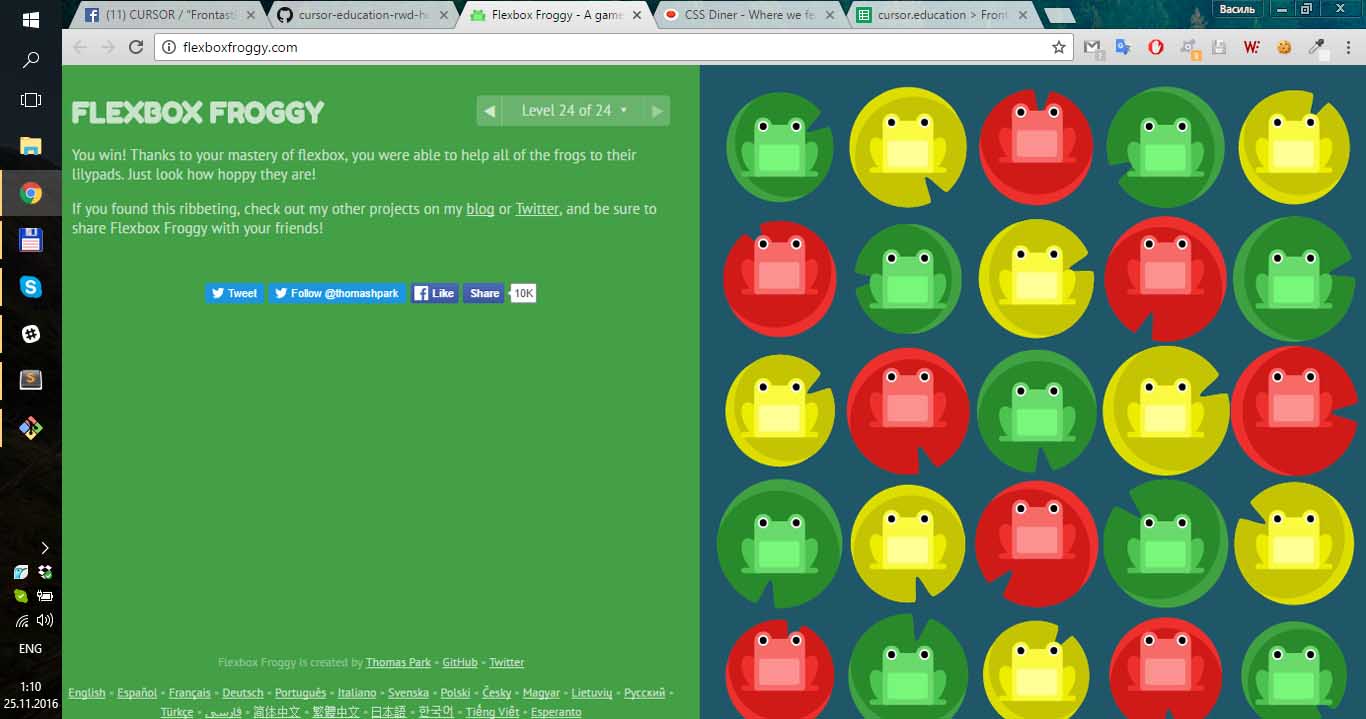 (11) CURSOR / "Frontasti
cursor-education-rwd-h
Flexbox Froggy - A game
CSS Diner - Where we fe
cursor.education > Front
Василь
flexboxfroggy.com
FLEXBOX FROGGY
Level 24 of 24
You win! Thanks to your mastery of flexbox, you were able to help all of the frogs to their
lilypads. Just look how hoppy they are!
If you found this ribbeting, check out my other projects on my blog or Twitter, and be sure to
share Flexbox Froggy with your friends!
Tweet
Follow @thomashpark
Like
Share
10K
Flexbox Froggy is created by Thomas Park • GitHub • Twitter
English • Español • Français • Deutsch • Português • Italiano • Svenska • Polski • Česky • Magyar • Lietuvių • Русский •
Türkçe • فارسی • 简体中文 • 繁體中文 • 日本語 • 한국어 • Tiếng Việt • Esperanto
ENG
1:10
25.11.2016